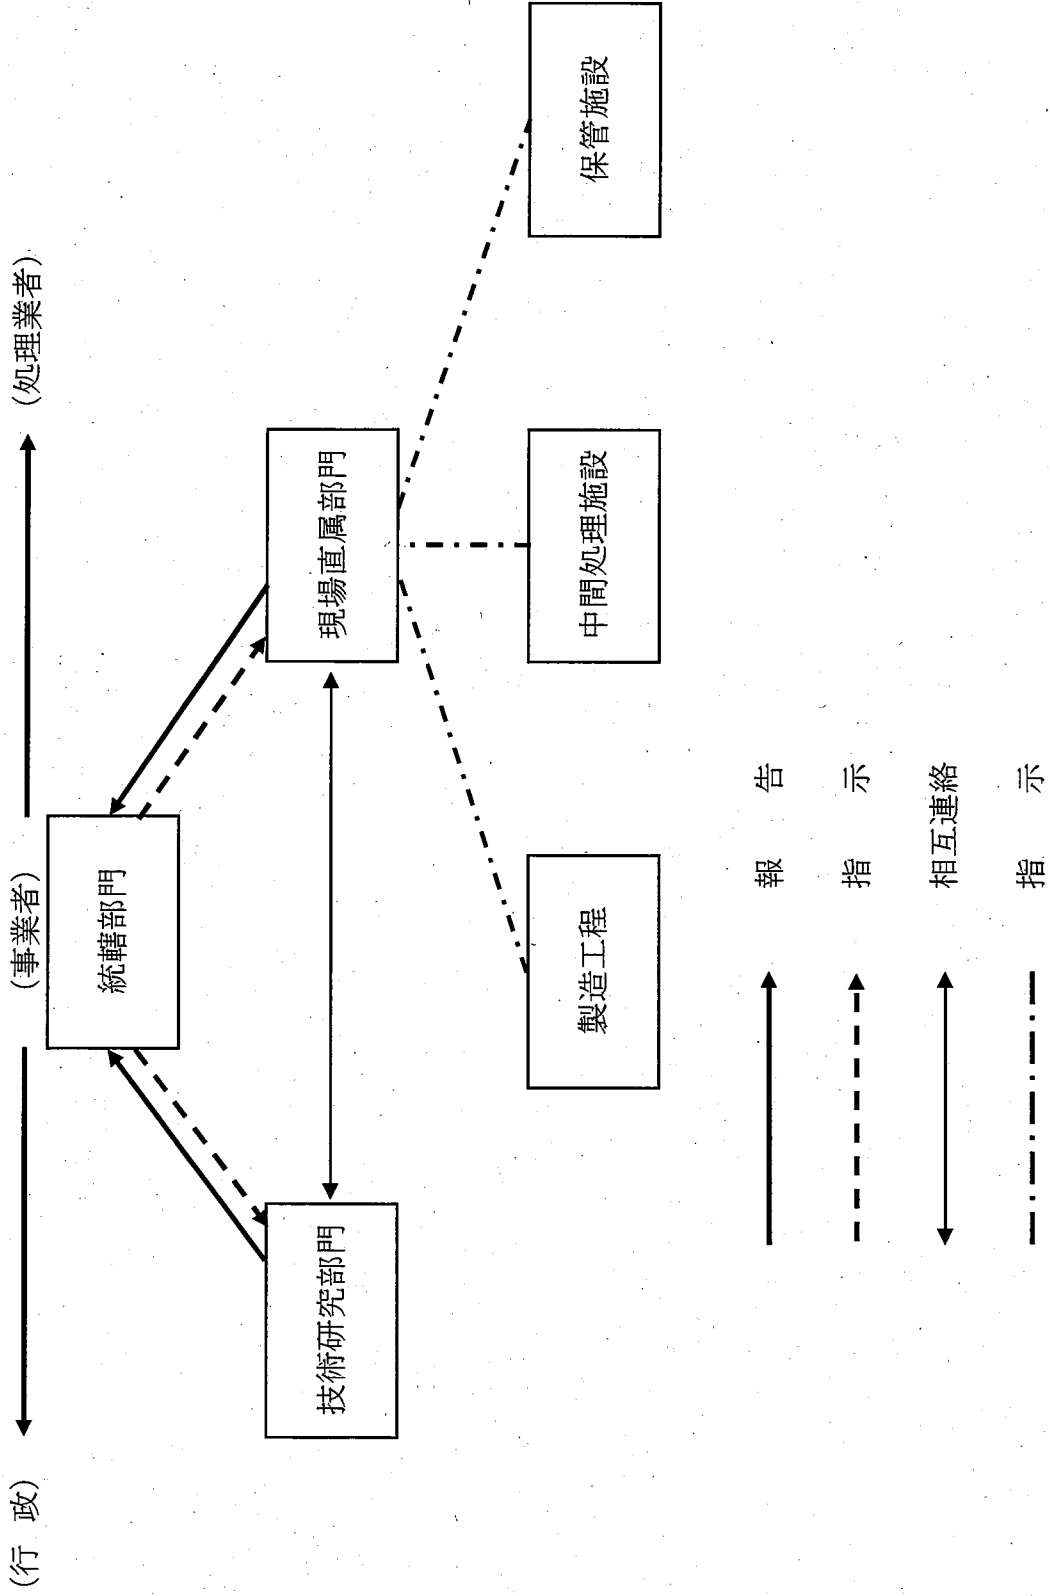 (行　政)
(事業者)
(処理業者)
統轄部門
技術研究部門
現場直属部門
製造工程
中間処理施設
保管施設
報　告
指　示
相互連絡
指　示